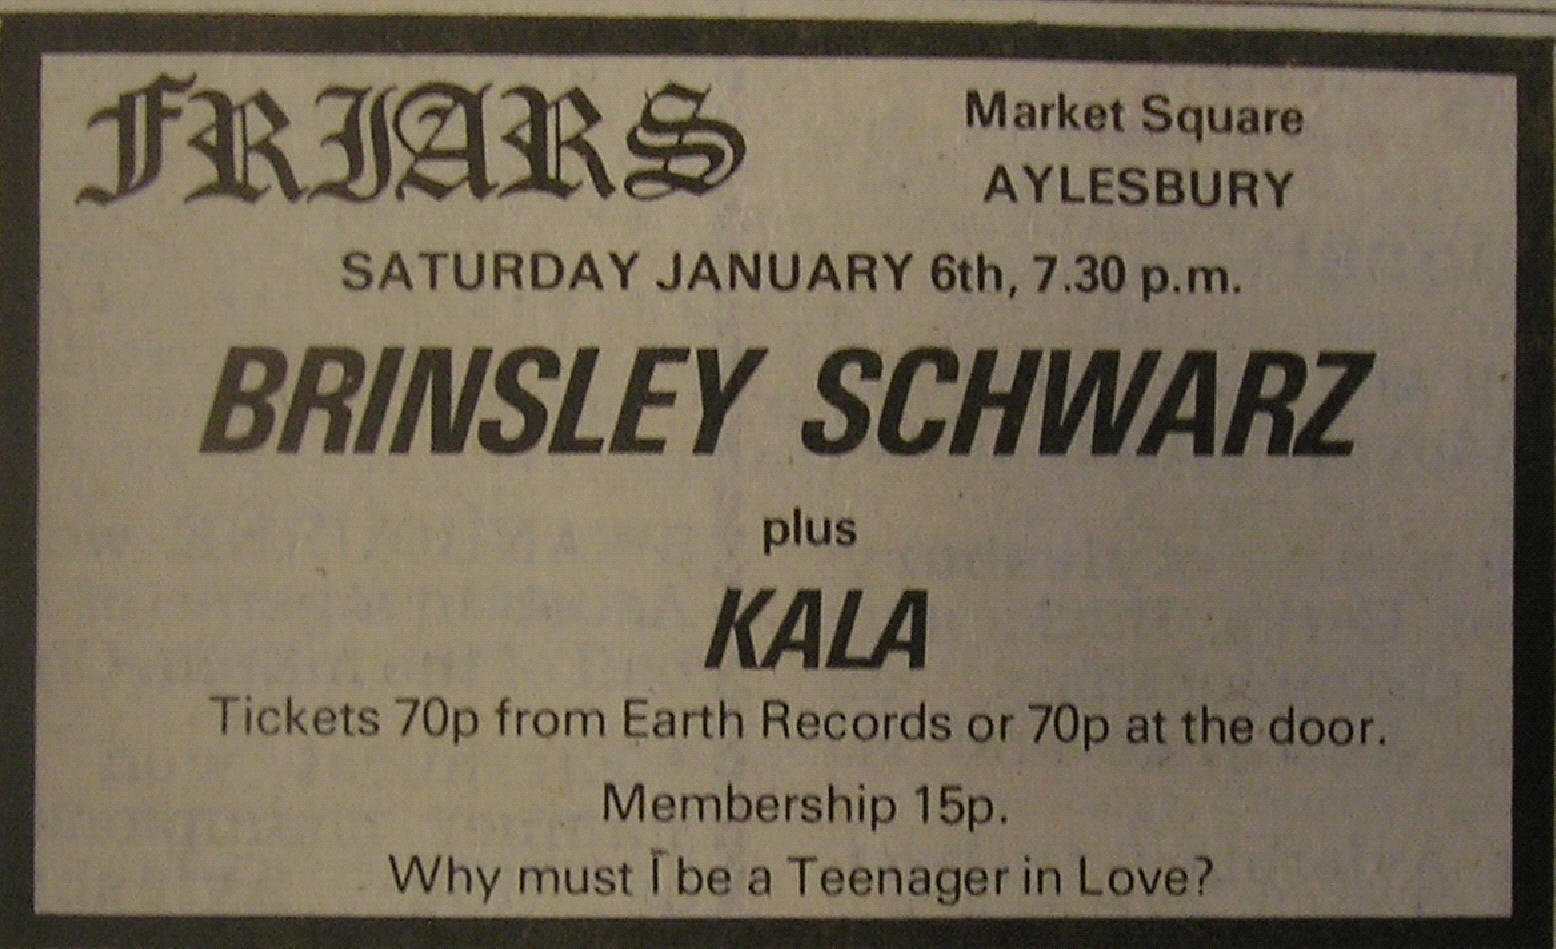 FRIARS
Market Square
AYLESBURY
SATURDAY JANUARY 6th, 7.30 p.m.
BRINSLEY SCHWARZ
plus
KALA
Tickets 70p from Earth Records or 70p at the door.
Membership 15p.
Why must I be a Teenager in Love?